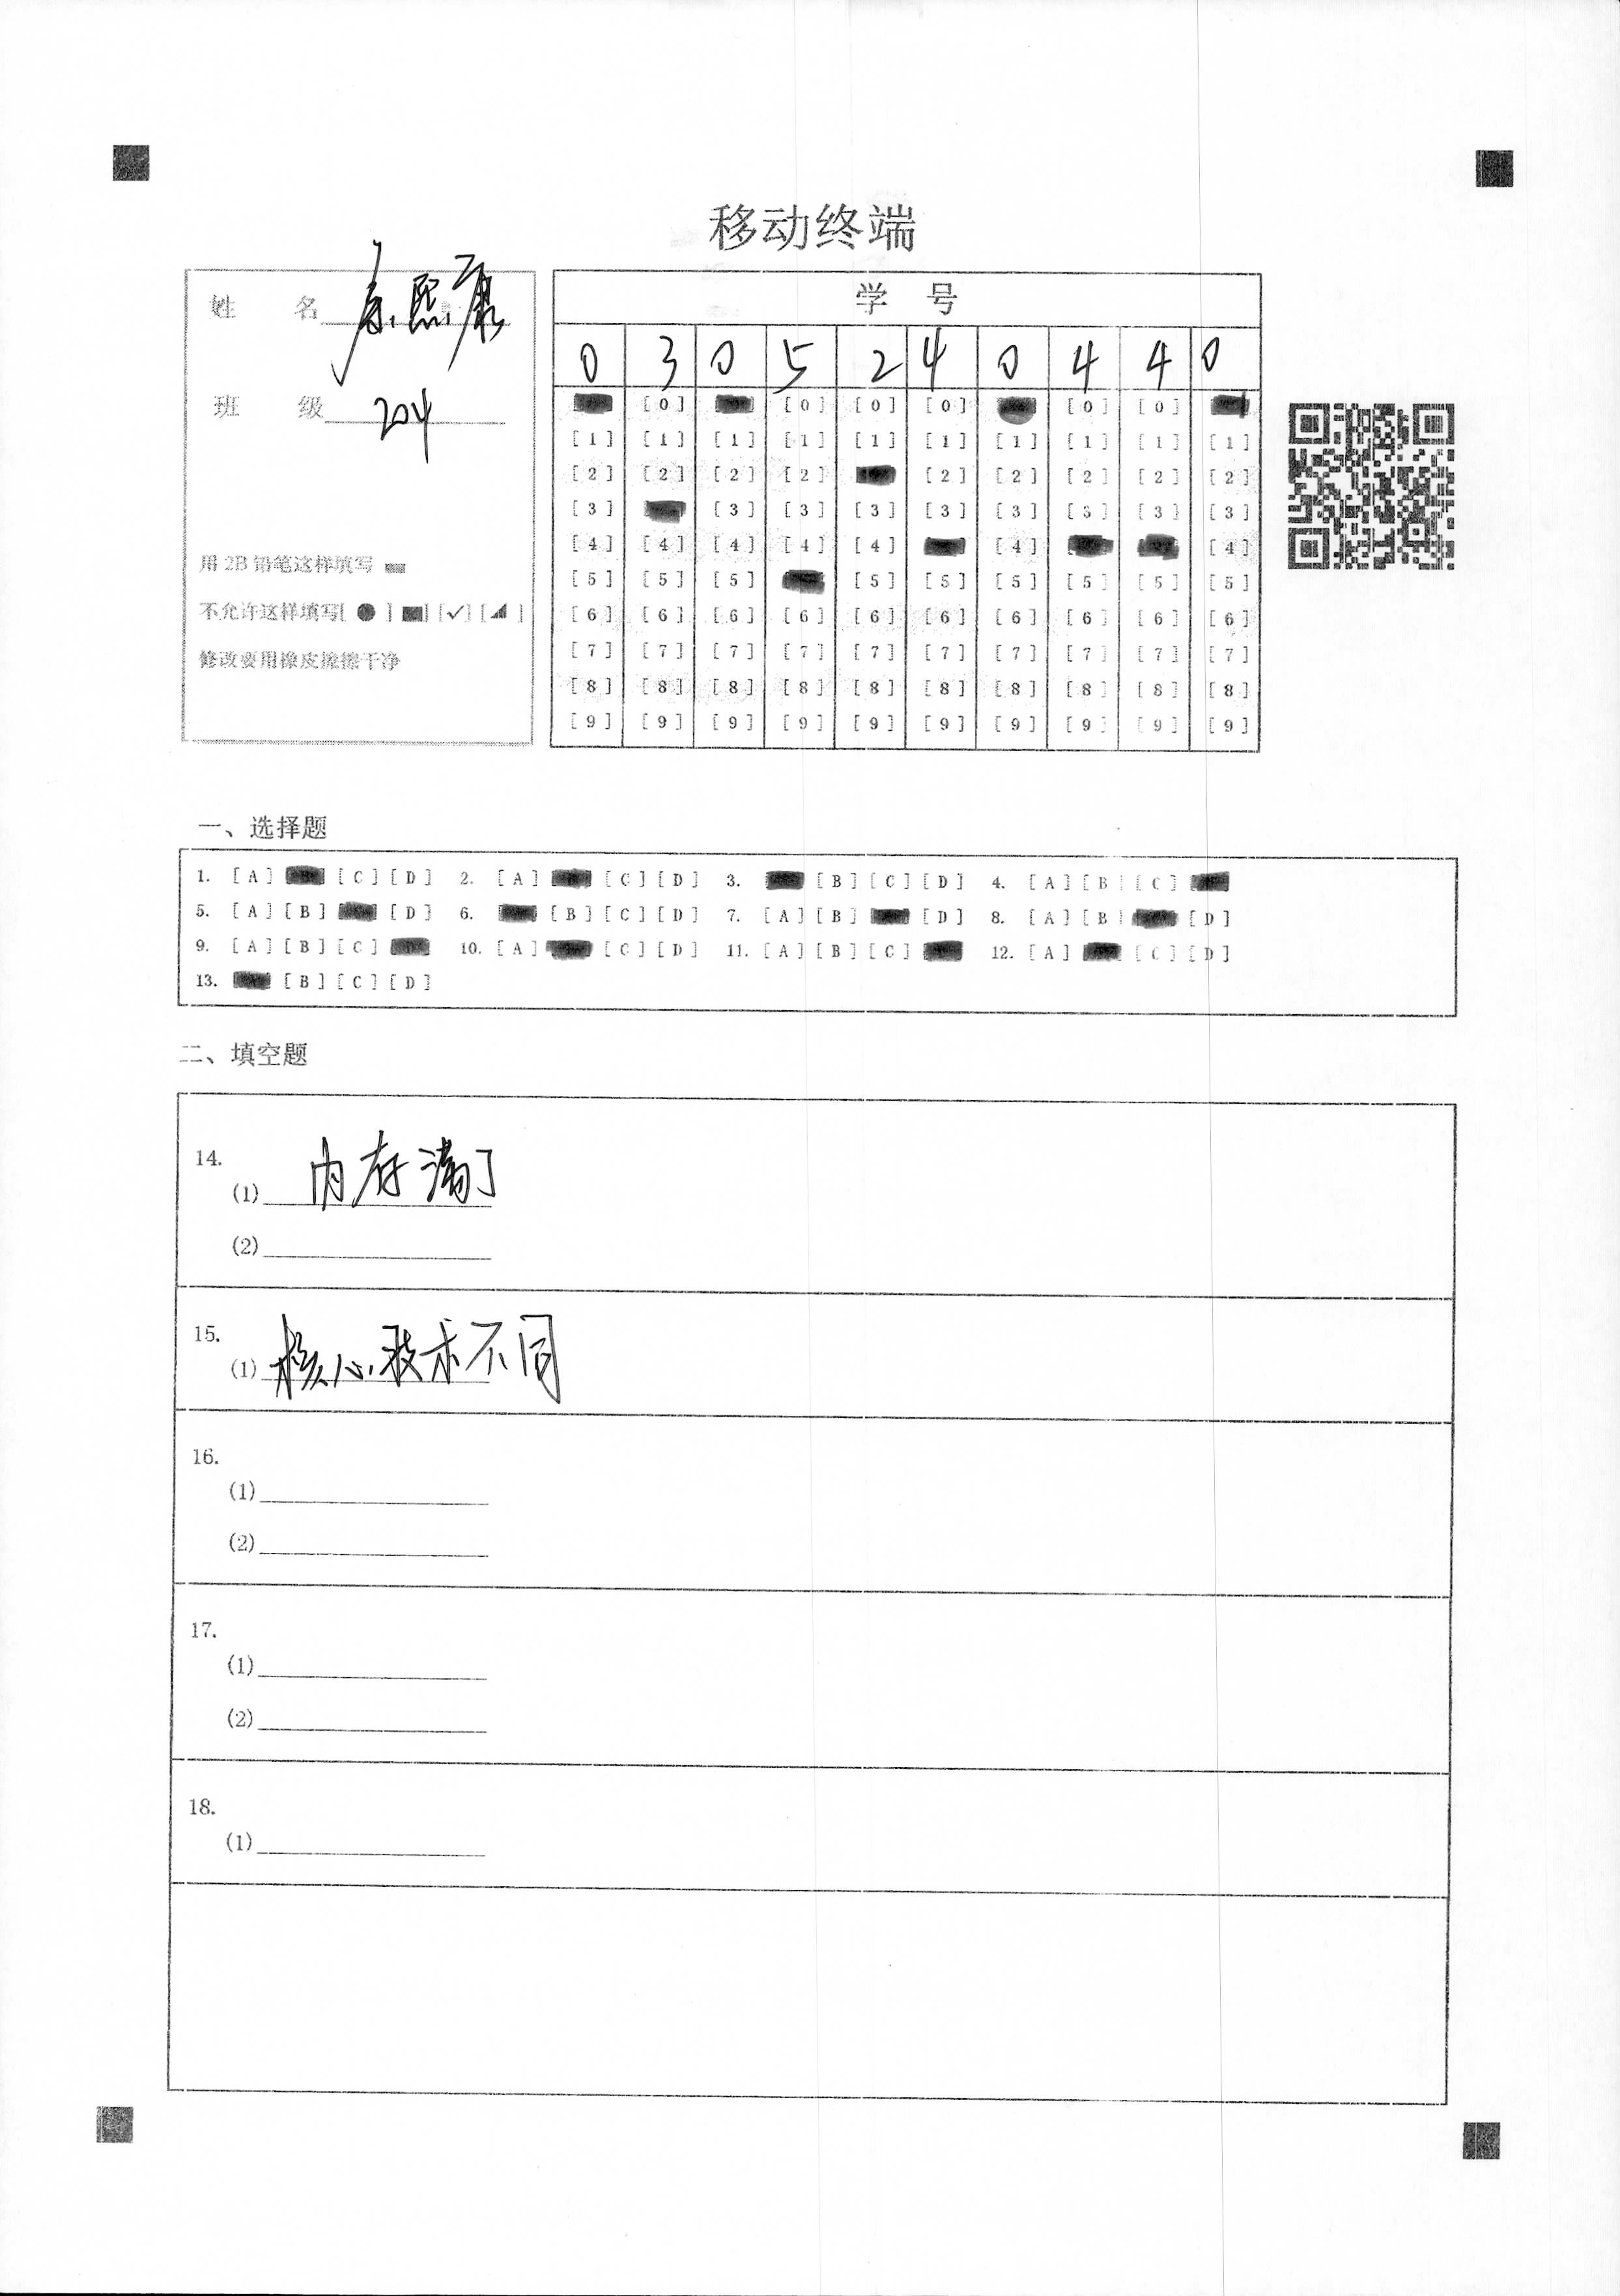 移动终端
姓 名 熙康
班 级 204
用 2B 铅笔这样填写
不允许这样填写[ ● ] [✓] [ ]
修改要用橡皮擦擦干净
学 号
0 3 0 5 2 4 0 4 4 0
[0] [0] [0] [0] [0] [0]
[1] [1] [1] [1] [1] [1] [1] [1] [1] [1]
[2] [2] [2] [2] [2] [2] [2] [2] [2]
[3] [3] [3] [3] [3] [3] [3] [3] [3]
[4] [4] [4] [4] [4] [4] [4]
[5] [5] [5] [5] [5] [5] [5] [5] [5]
[6] [6] [6] [6] [6] [6] [6] [6] [6] [6]
[7] [7] [7] [7] [7] [7] [7] [7] [7] [7]
[8] [8] [8] [8] [8] [8] [8] [8] [8] [8]
[9] [9] [9] [9] [9] [9] [9] [9] [9] [9]
一、选择题
1. [A] [C] [D] 2. [A] [C] [D] 3. [B] [C] [D] 4. [A] [B] [C]
5. [A] [B] [D] 6. [B] [C] [D] 7. [A] [B] [D] 8. [A] [B] [D]
9. [A] [B] [C] 10. [A] [C] [D] 11. [A] [B] [C] 12. [A] [C] [D]
13. [B] [C] [D]
二、填空题
14.
(1) 内存满了
(2)
15.
(1) 核心技术不同
16.
(1)
(2)
17.
(1)
(2)
18.
(1)